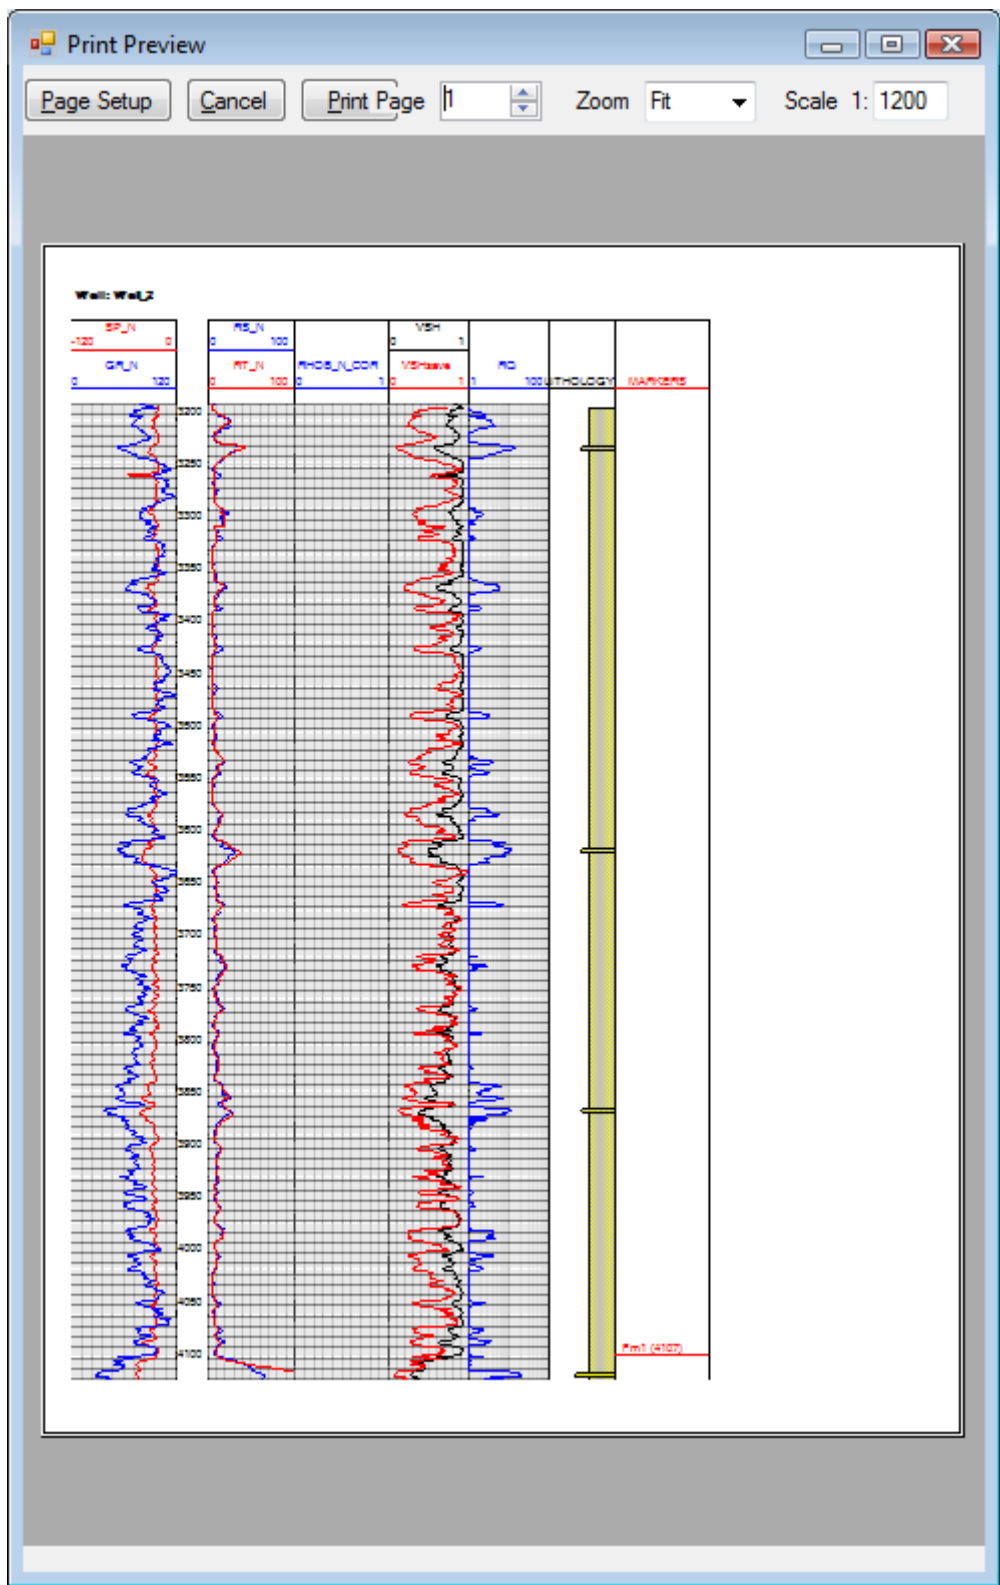 Print Preview
Page Setup Cancel Print Page 1 Zoom Fit Scale 1: 1200
Well: Well_2
SP_N RS_N VSH
-120 0 0 100 0 1
GR_N RT_N RHOB_N_COR VSHsave RO
0 120 0 100 0 1 0 1 1 100 LITHOLOGY MARKERS
3200
3250
3300
3350
3400
3450
3500
3550
3600
3650
3700
3750
3800
3850
3900
3950
4000
4050
4100
Fm1 (4107)